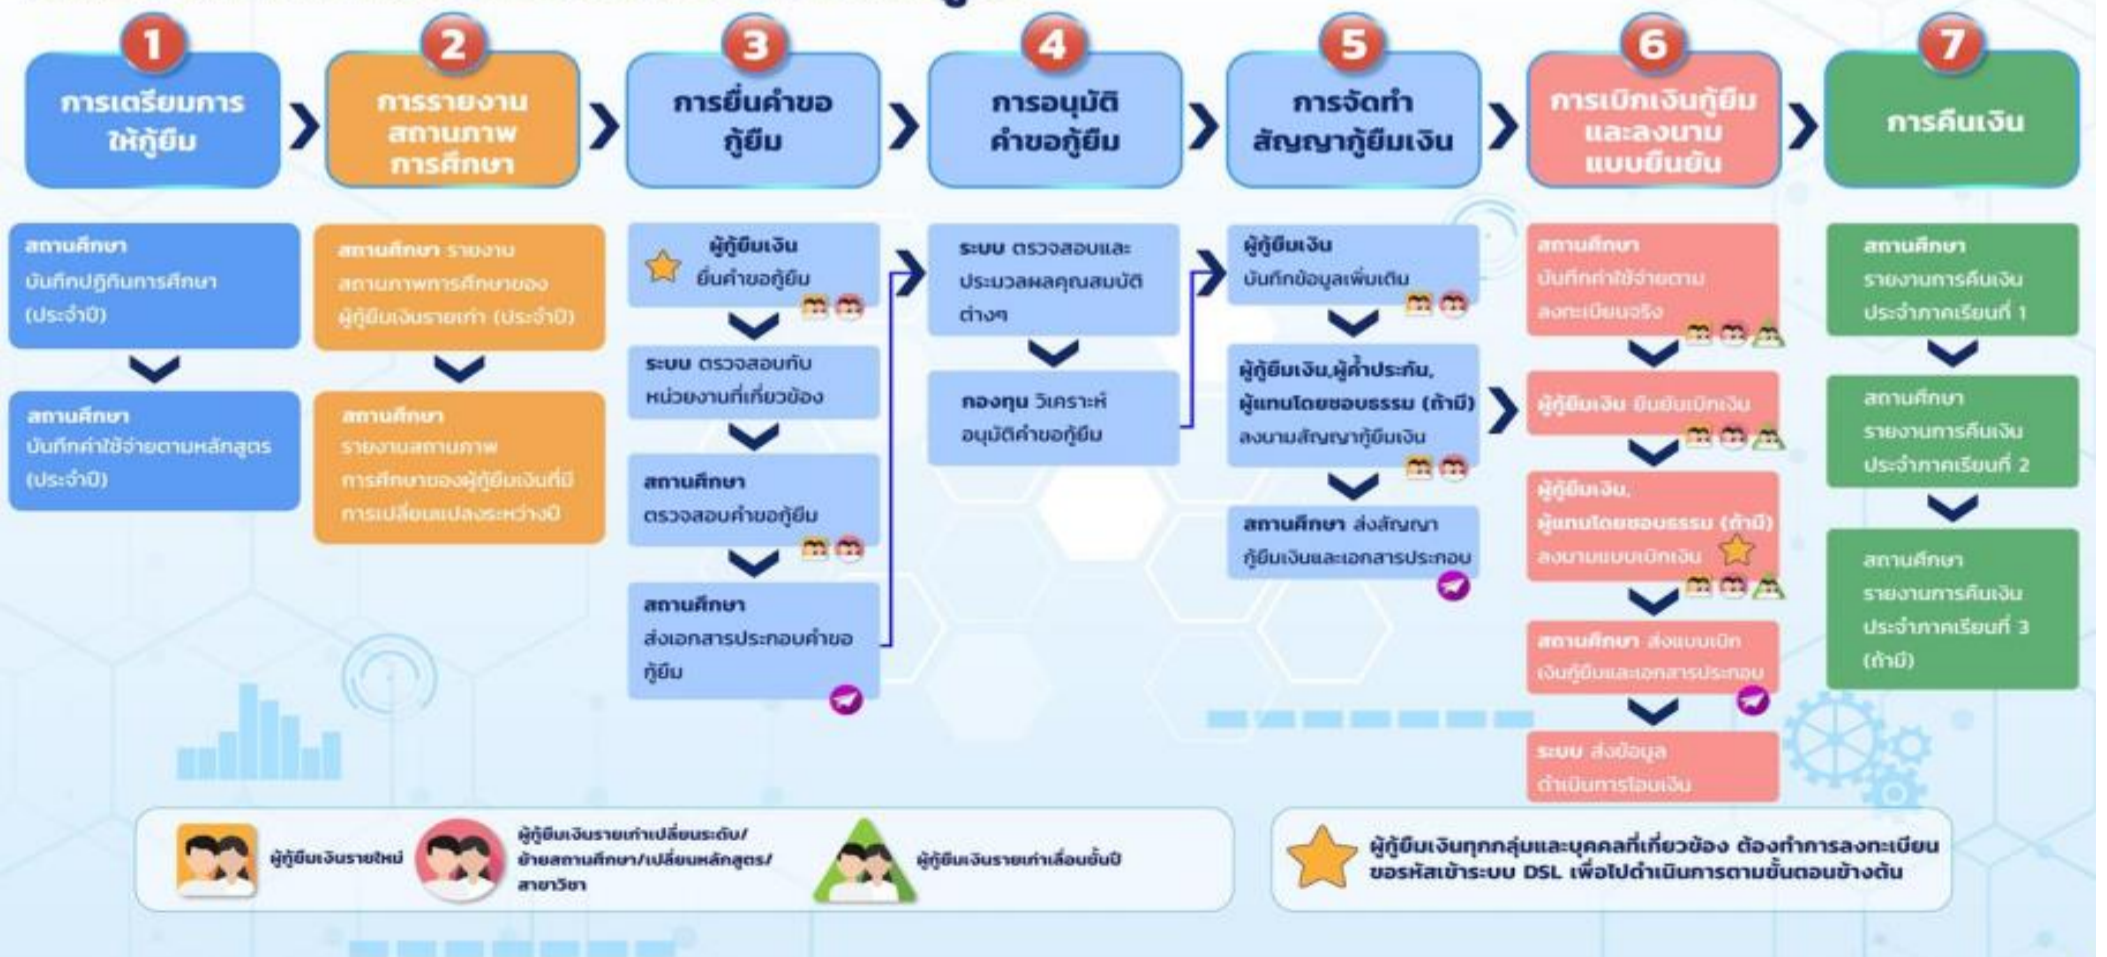 1
การเตรียมการ
ให้กู้ยืม
2
การรายงาน
สถานภาพ
การศึกษา
3
การยื่นคำขอ
กู้ยืม
4
การอนุมัติ
คำขอกู้ยืม
5
การจัดทำ
สัญญากู้ยืมเงิน
6
การเบิกเงินกู้ยืม
และลงนาม
แบบยืนยัน
7
การคืนเงิน
สถานศึกษา
บันทึกปฏิทินการศึกษา
(ประจำปี)
สถานศึกษา
บันทึกค่าใช้จ่ายตามหลักสูตร
(ประจำปี)
สถานศึกษา รายงาน
สถานภาพการศึกษาของ
ผู้กู้ยืมเงินรายเก่า (ประจำปี)
สถานศึกษา
รายงานสถานภาพ
การศึกษาของผู้กู้ยืมเงินที่มี
การเปลี่ยนแปลงระหว่างปี
ผู้กู้ยืมเงิน
ยื่นคำขอกู้ยืม
ระบบ ตรวจสอบกับ
หน่วยงานที่เกี่ยวข้อง
สถานศึกษา
ตรวจสอบคำขอกู้ยืม
สถานศึกษา
ส่งเอกสารประกอบคำขอ
กู้ยืม
ระบบ ตรวจสอบและ
ประมวลผลคุณสมบัติ
ต่างๆ
กองทุน วิเคราะห์
อนุมัติคำขอกู้ยืม
ผู้กู้ยืมเงิน
บันทึกข้อมูลเพิ่มเติม
ผู้กู้ยืมเงิน,ผู้ค้ำประกัน,
ผู้แทนโดยชอบธรรม (ถ้ามี)
ลงนามสัญญากู้ยืมเงิน
สถานศึกษา ส่งสัญญา
กู้ยืมเงินและเอกสารประกอบ
สถานศึกษา
บันทึกค่าใช้จ่ายตาม
ลงทะเบียนจริง
ผู้กู้ยืมเงิน ยืนยันเบิกเงิน
ผู้กู้ยืมเงิน,
ผู้แทนโดยชอบธรรม (ถ้ามี)
ลงนามแบบเบิกเงิน
สถานศึกษา ส่งแบบเบิก
เงินกู้ยืมและเอกสารประกอบ
ระบบ ส่งข้อมูล
ดำเนินการโอนเงิน
สถานศึกษา
รายงานการคืนเงิน
ประจำภาคเรียนที่ 1
สถานศึกษา
รายงานการคืนเงิน
ประจำภาคเรียนที่ 2
สถานศึกษา
รายงานการคืนเงิน
ประจำภาคเรียนที่ 3
(ถ้ามี)
ผู้กู้ยืมเงินรายใหม่
ผู้กู้ยืมเงินรายเก่าเปลี่ยนระดับ/
ย้ายสถานศึกษา/เปลี่ยนหลักสูตร/
สาขาวิชา
ผู้กู้ยืมเงินรายเก่าเลื่อนชั้นปี
ผู้กู้ยืมเงินทุกกลุ่มและบุคคลที่เกี่ยวข้อง ต้องทำการลงทะเบียน
ขอรหัสเข้าระบบ DSL เพื่อไปดำเนินการตามขั้นตอนข้างต้น